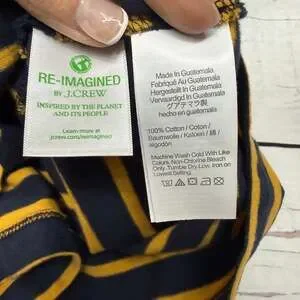 RE-IMAGINED
BY J.CREW
INSPIRED BY THE PLANET
AND ITS PEOPLE
Learn more at
jcrew.com/reimagined
Made In Guatemala
Fabriqué au Guatemala
Hergestellt in Guatemala
Vervaardigd in Guatemala
グアテマラ製
hecho en guatemala
100% Cotton / Coton /
Baumwolle / Katoen / 綿 /
algodón
Machine Wash Cold With Like
Colors. Non-Chlorine Bleach
Only. Tumble Dry Low. Iron on
Lowest Setting.